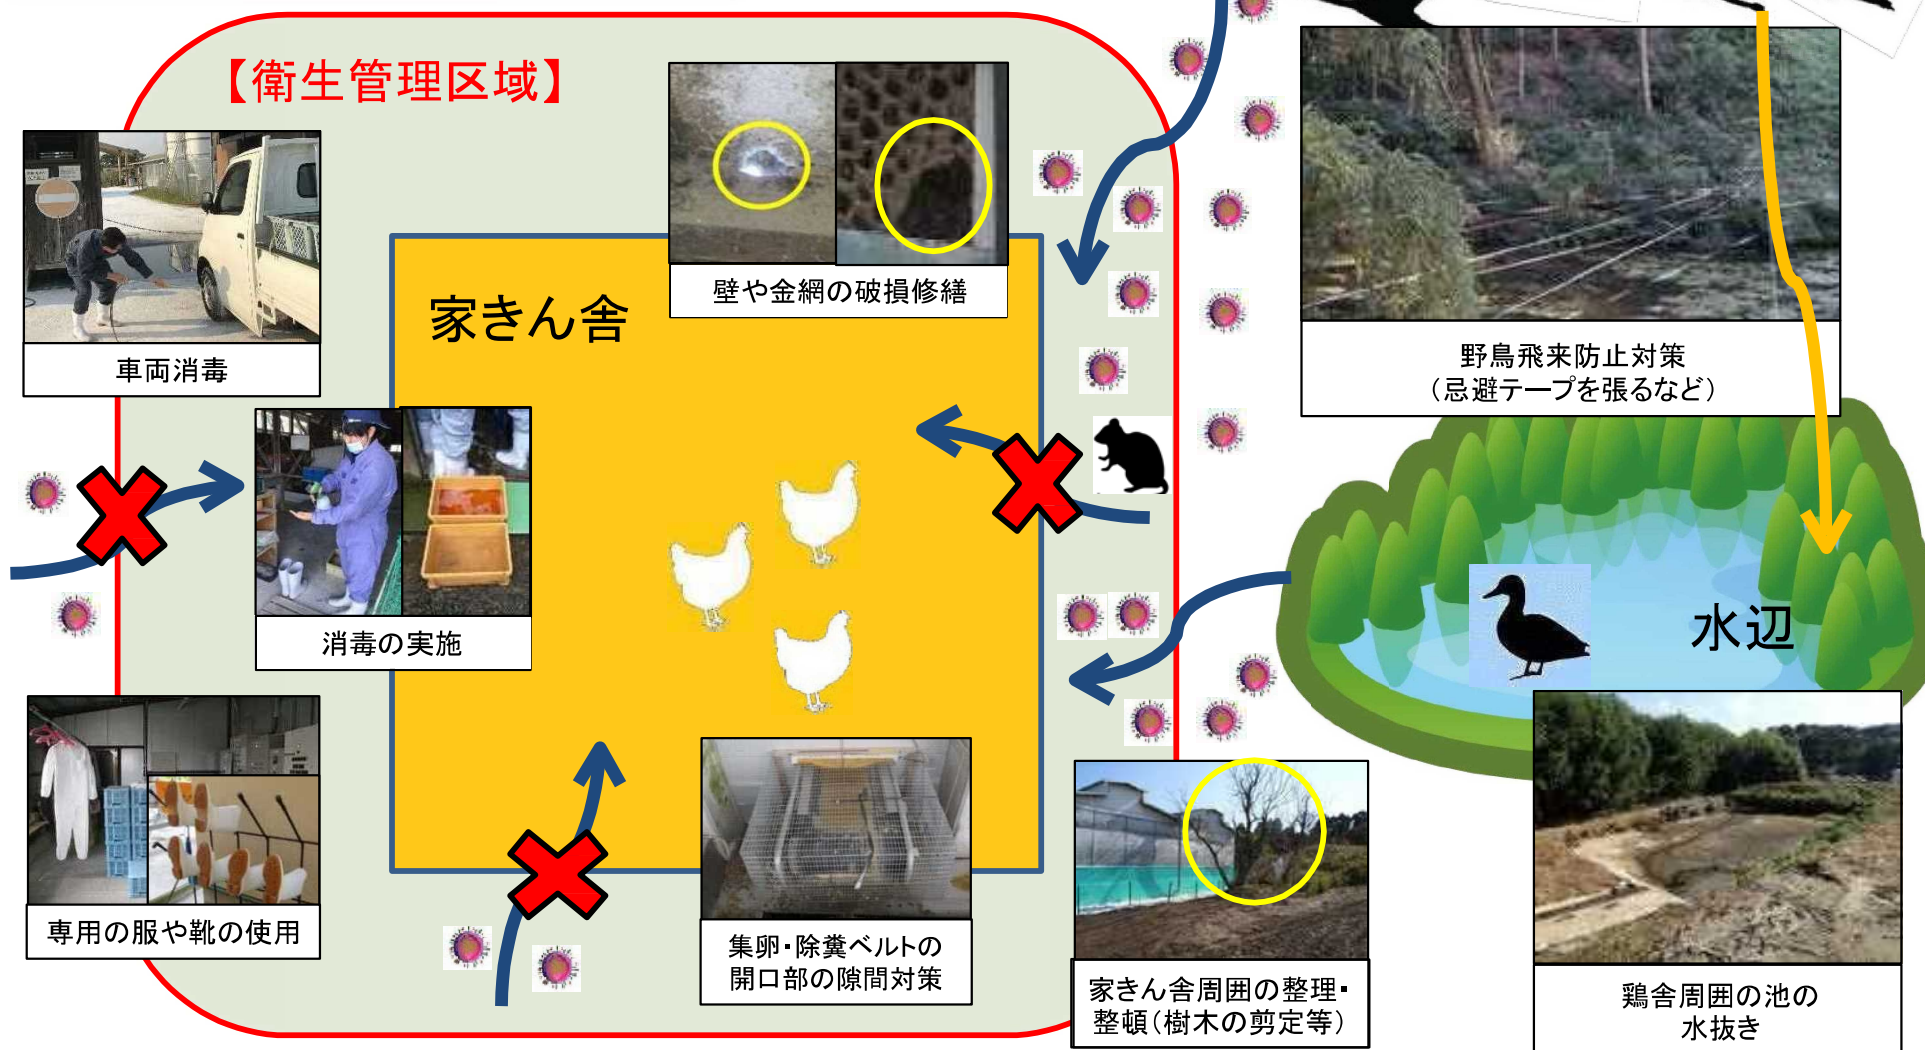 【衛生管理区域】
車両消毒
家きん舎
壁や金網の破損修繕
野鳥飛来防止対策
（忌避テープを張るなど）
消毒の実施
水辺
専用の服や靴の使用
集卵・除糞ベルトの
開口部の隙間対策
家きん舎周囲の整理・
整頓（樹木の剪定等）
鶏舎周囲の池の
水抜き